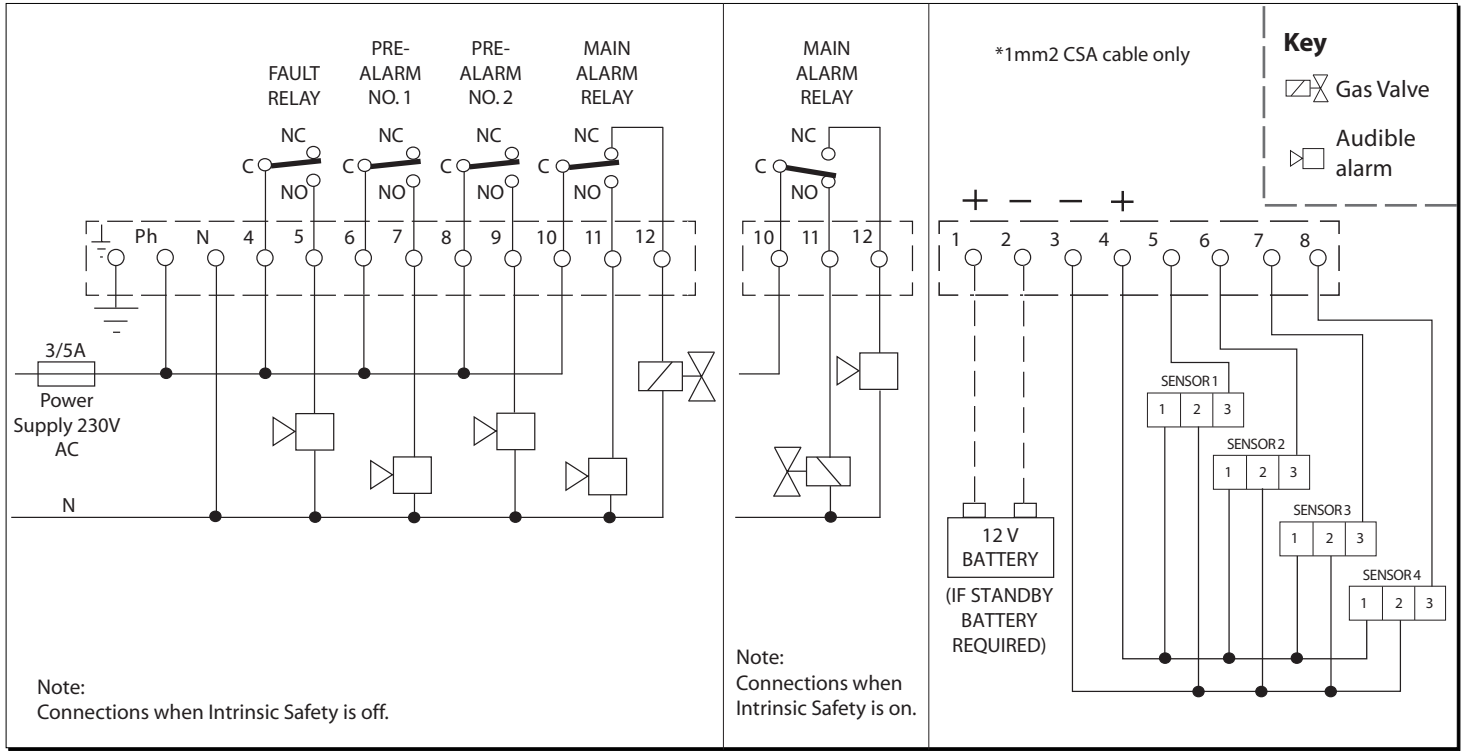 FAULT
RELAY
PRE-
ALARM
NO. 1
PRE-
ALARM
NO. 2
MAIN
ALARM
RELAY
NC
C
NO
NC
C
NO
NC
C
NO
NC
C
NO
Ph N 4 5 6 7 8 9 10 11 12
3/5A
Power
Supply 230V
AC
N
Note:
Connections when Intrinsic Safety is off.
MAIN
ALARM
RELAY
NC
C
NO
10 11 12
Note:
Connections when
Intrinsic Safety is on.
*1mm2 CSA cable only
Key
Gas Valve
Audible
alarm
+ – – +
1 2 3 4 5 6 7 8
12 V
BATTERY
(IF STANDBY
BATTERY
REQUIRED)
SENSOR 1
1 2 3
SENSOR 2
1 2 3
SENSOR 3
1 2 3
SENSOR 4
1 2 3